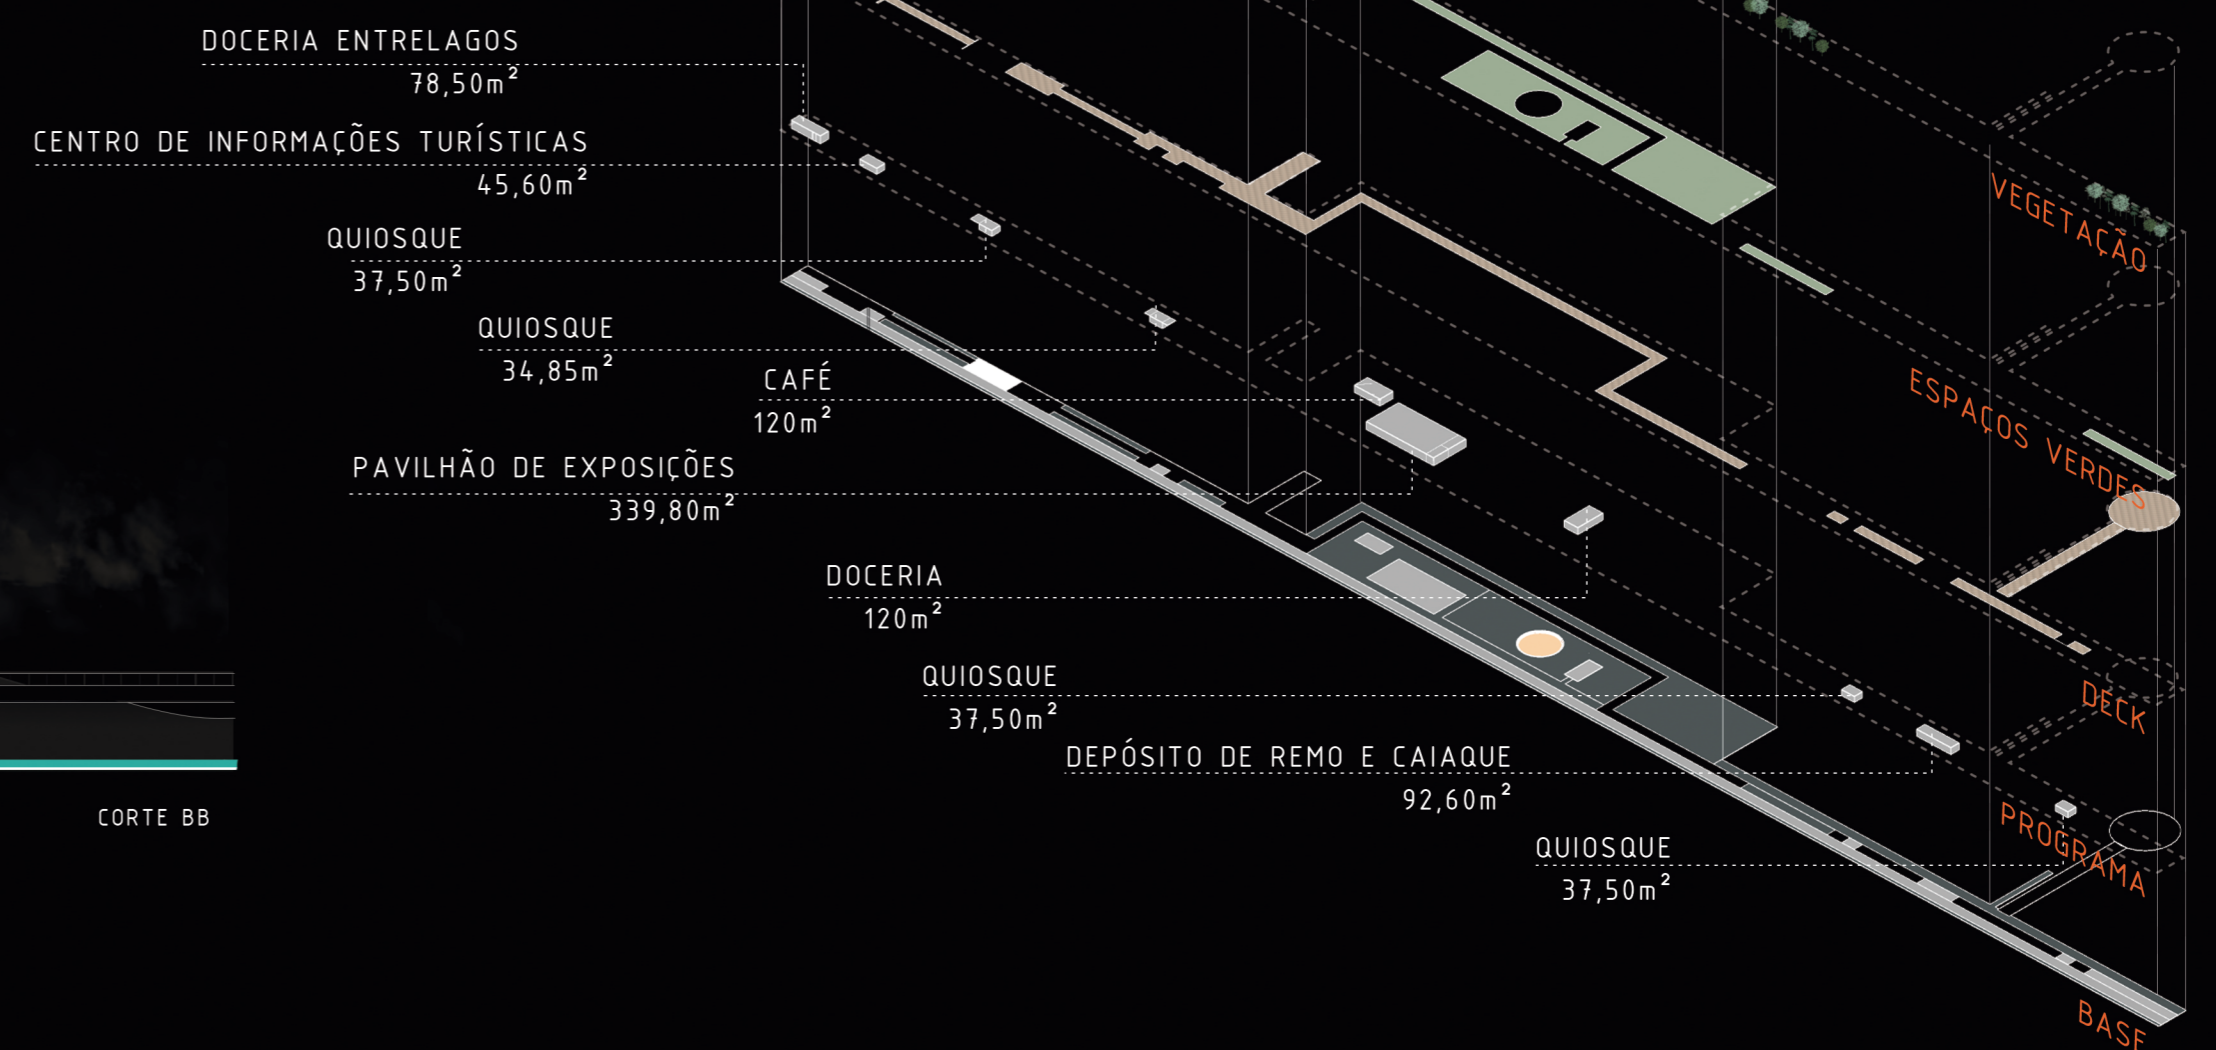 DOCERIA ENTRELAGOS
78,50m²
CENTRO DE INFORMAÇÕES TURÍSTICAS
45,60m²
QUIOSQUE
37,50m²
QUIOSQUE
34,85m²
CAFÉ
120m²
PAVILHÃO DE EXPOSIÇÕES
339,80m²
DOCERIA
120m²
QUIOSQUE
37,50m²
DEPÓSITO DE REMO E CAIAQUE
92,60m²
QUIOSQUE
37,50m²
VEGETAÇÃO
ESPAÇOS VERDES
DECK
PROGRAMA
BASE
CORTE BB